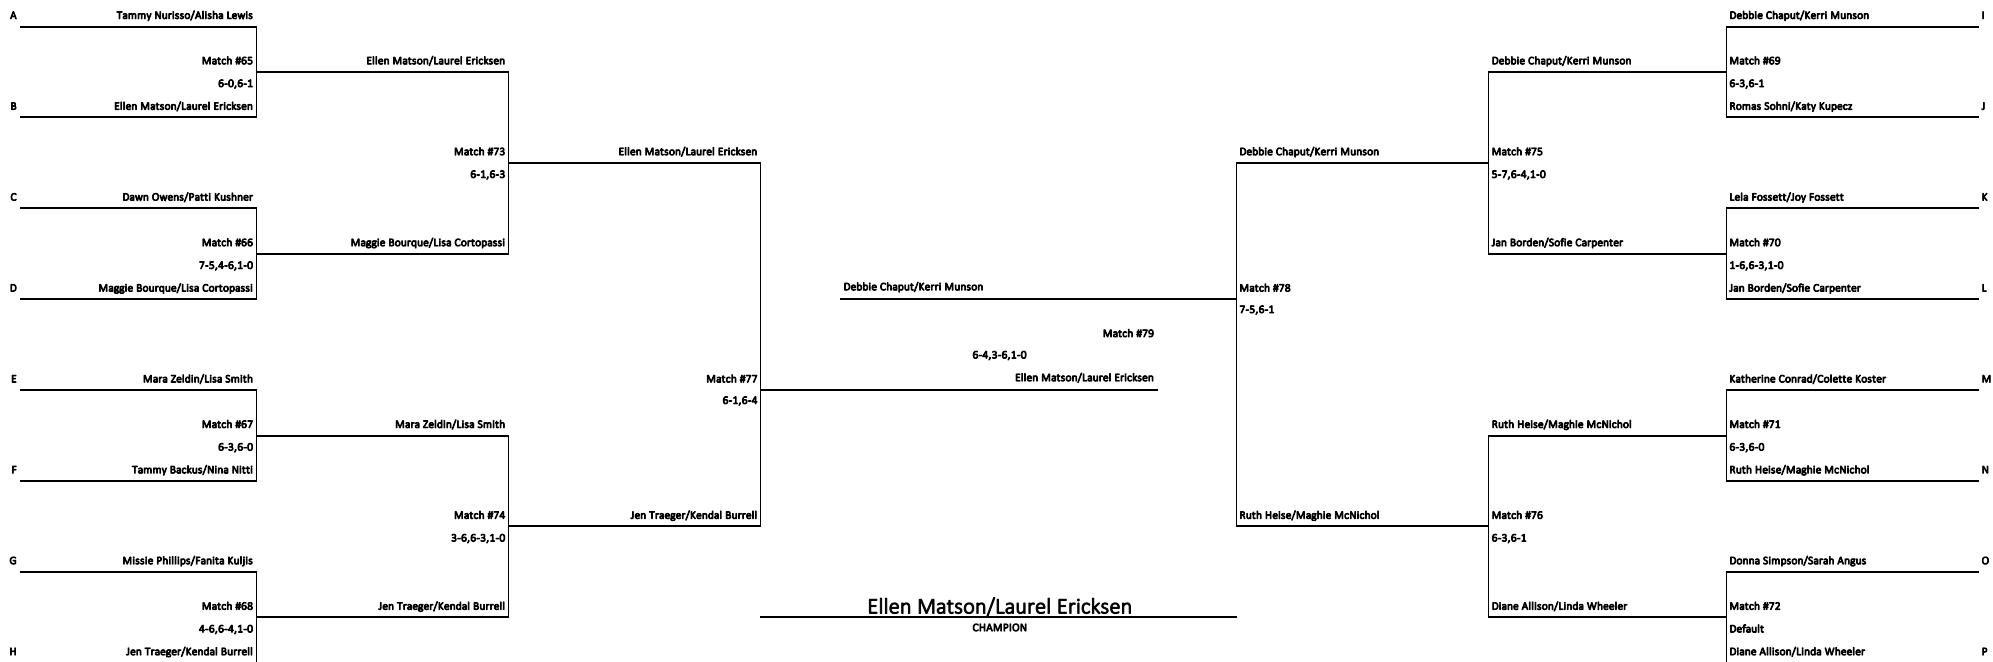 A Tammy Nurisso/Alisha Lewis Debbie Chaput/Kerri Munson I
Match #65 Ellen Matson/Laurel Ericksen Debbie Chaput/Kerri Munson Match #69
6-0,6-1 6-3,6-1
B Ellen Matson/Laurel Ericksen Romas Sohni/Katy Kupecz J
Match #73 Ellen Matson/Laurel Ericksen Debbie Chaput/Kerri Munson Match #75
6-1,6-3 5-7,6-4,1-0
C Dawn Owens/Patti Kushner Lela Fossett/Joy Fossett K
Match #66 Maggie Bourque/Lisa Cortopassi Jan Borden/Sofie Carpenter Match #70
7-5,4-6,1-0 1-6,6-3,1-0
D Maggie Bourque/Lisa Cortopassi Debbie Chaput/Kerri Munson Match #78 Jan Borden/Sofie Carpenter L
7-5,6-1
Match #79
6-4,3-6,1-0
E Mara Zeldin/Lisa Smith Match #77 Ellen Matson/Laurel Ericksen Katherine Conrad/Colette Koster M
6-1,6-4
Match #67 Mara Zeldin/Lisa Smith Ruth Heise/Maghie McNichol Match #71
6-3,6-0 6-3,6-0
F Tammy Backus/Nina Nitti Ruth Heise/Maghie McNichol N
Match #74 Jen Traeger/Kendal Burrell Ruth Heise/Maghie McNichol Match #76
3-6,6-3,1-0 6-3,6-1
G Missie Phillips/Fanita Kuljis Donna Simpson/Sarah Angus O
Match #68 Jen Traeger/Kendal Burrell Ellen Matson/Laurel Ericksen Diane Allison/Linda Wheeler Match #72
4-6,6-4,1-0 CHAMPION Default
H Jen Traeger/Kendal Burrell Diane Allison/Linda Wheeler P